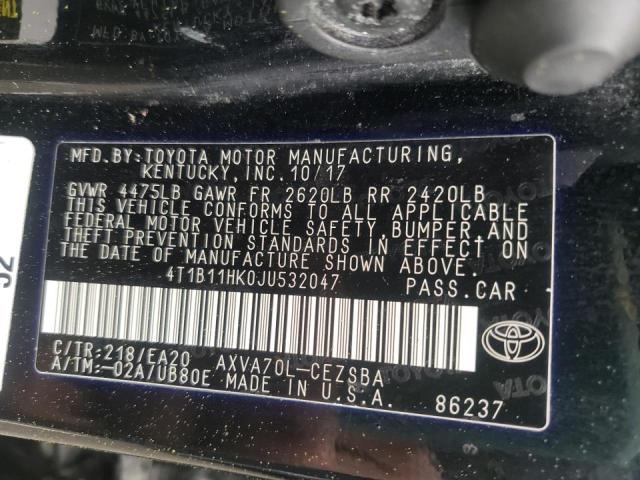 MFD.BY:TOYOTA MOTOR MANUFACTURING,
KENTUCKY,INC.10/17
GVWR 4475LB GAWR FR 2620LB RR 2420LB
THIS VEHICLE CONFORMS TO ALL APPLICABLE
FEDERAL MOTOR VEHICLE SAFETY,BUMPER,AND
THEFT PREVENTION STANDARDS IN EFFECT ON
THE DATE OF MANUFACTURE SHOWN ABOVE.
4T1B11HK0JU532047 PASS.CAR
C/TR:218/EA20 AXVA70L-CEZSBA
A/TM:-02A/UB80E MADE IN U.S.A.
86237
TOYOTA